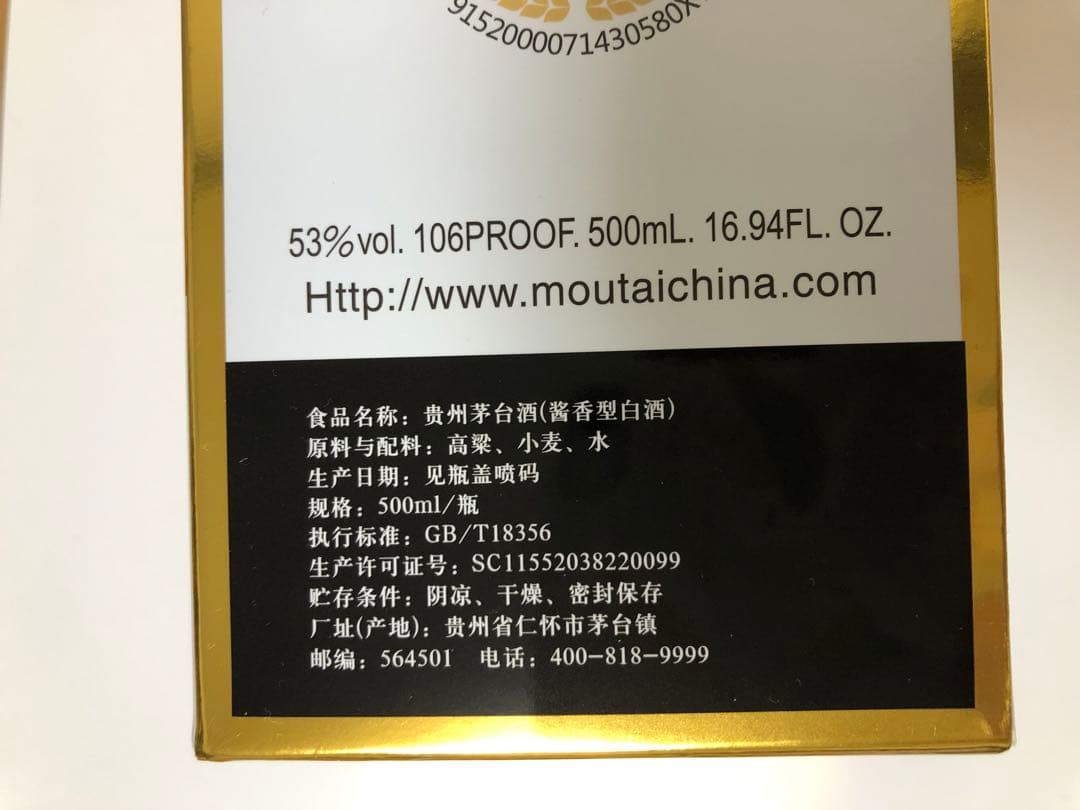 9152000071430580X
53%vol. 106PROOF. 500mL. 16.94FL. OZ.
Http://www.moutaichina.com
食品名称：贵州茅台酒(酱香型白酒)
原料与配料：高粱、小麦、水
生产日期：见瓶盖喷码
规格：500ml/瓶
执行标准：GB/T18356
生产许可证号：SC11552038220099
贮存条件：阴凉、干燥、密封保存
厂址(产地)：贵州省仁怀市茅台镇
邮编：564501 电话：400-818-9999